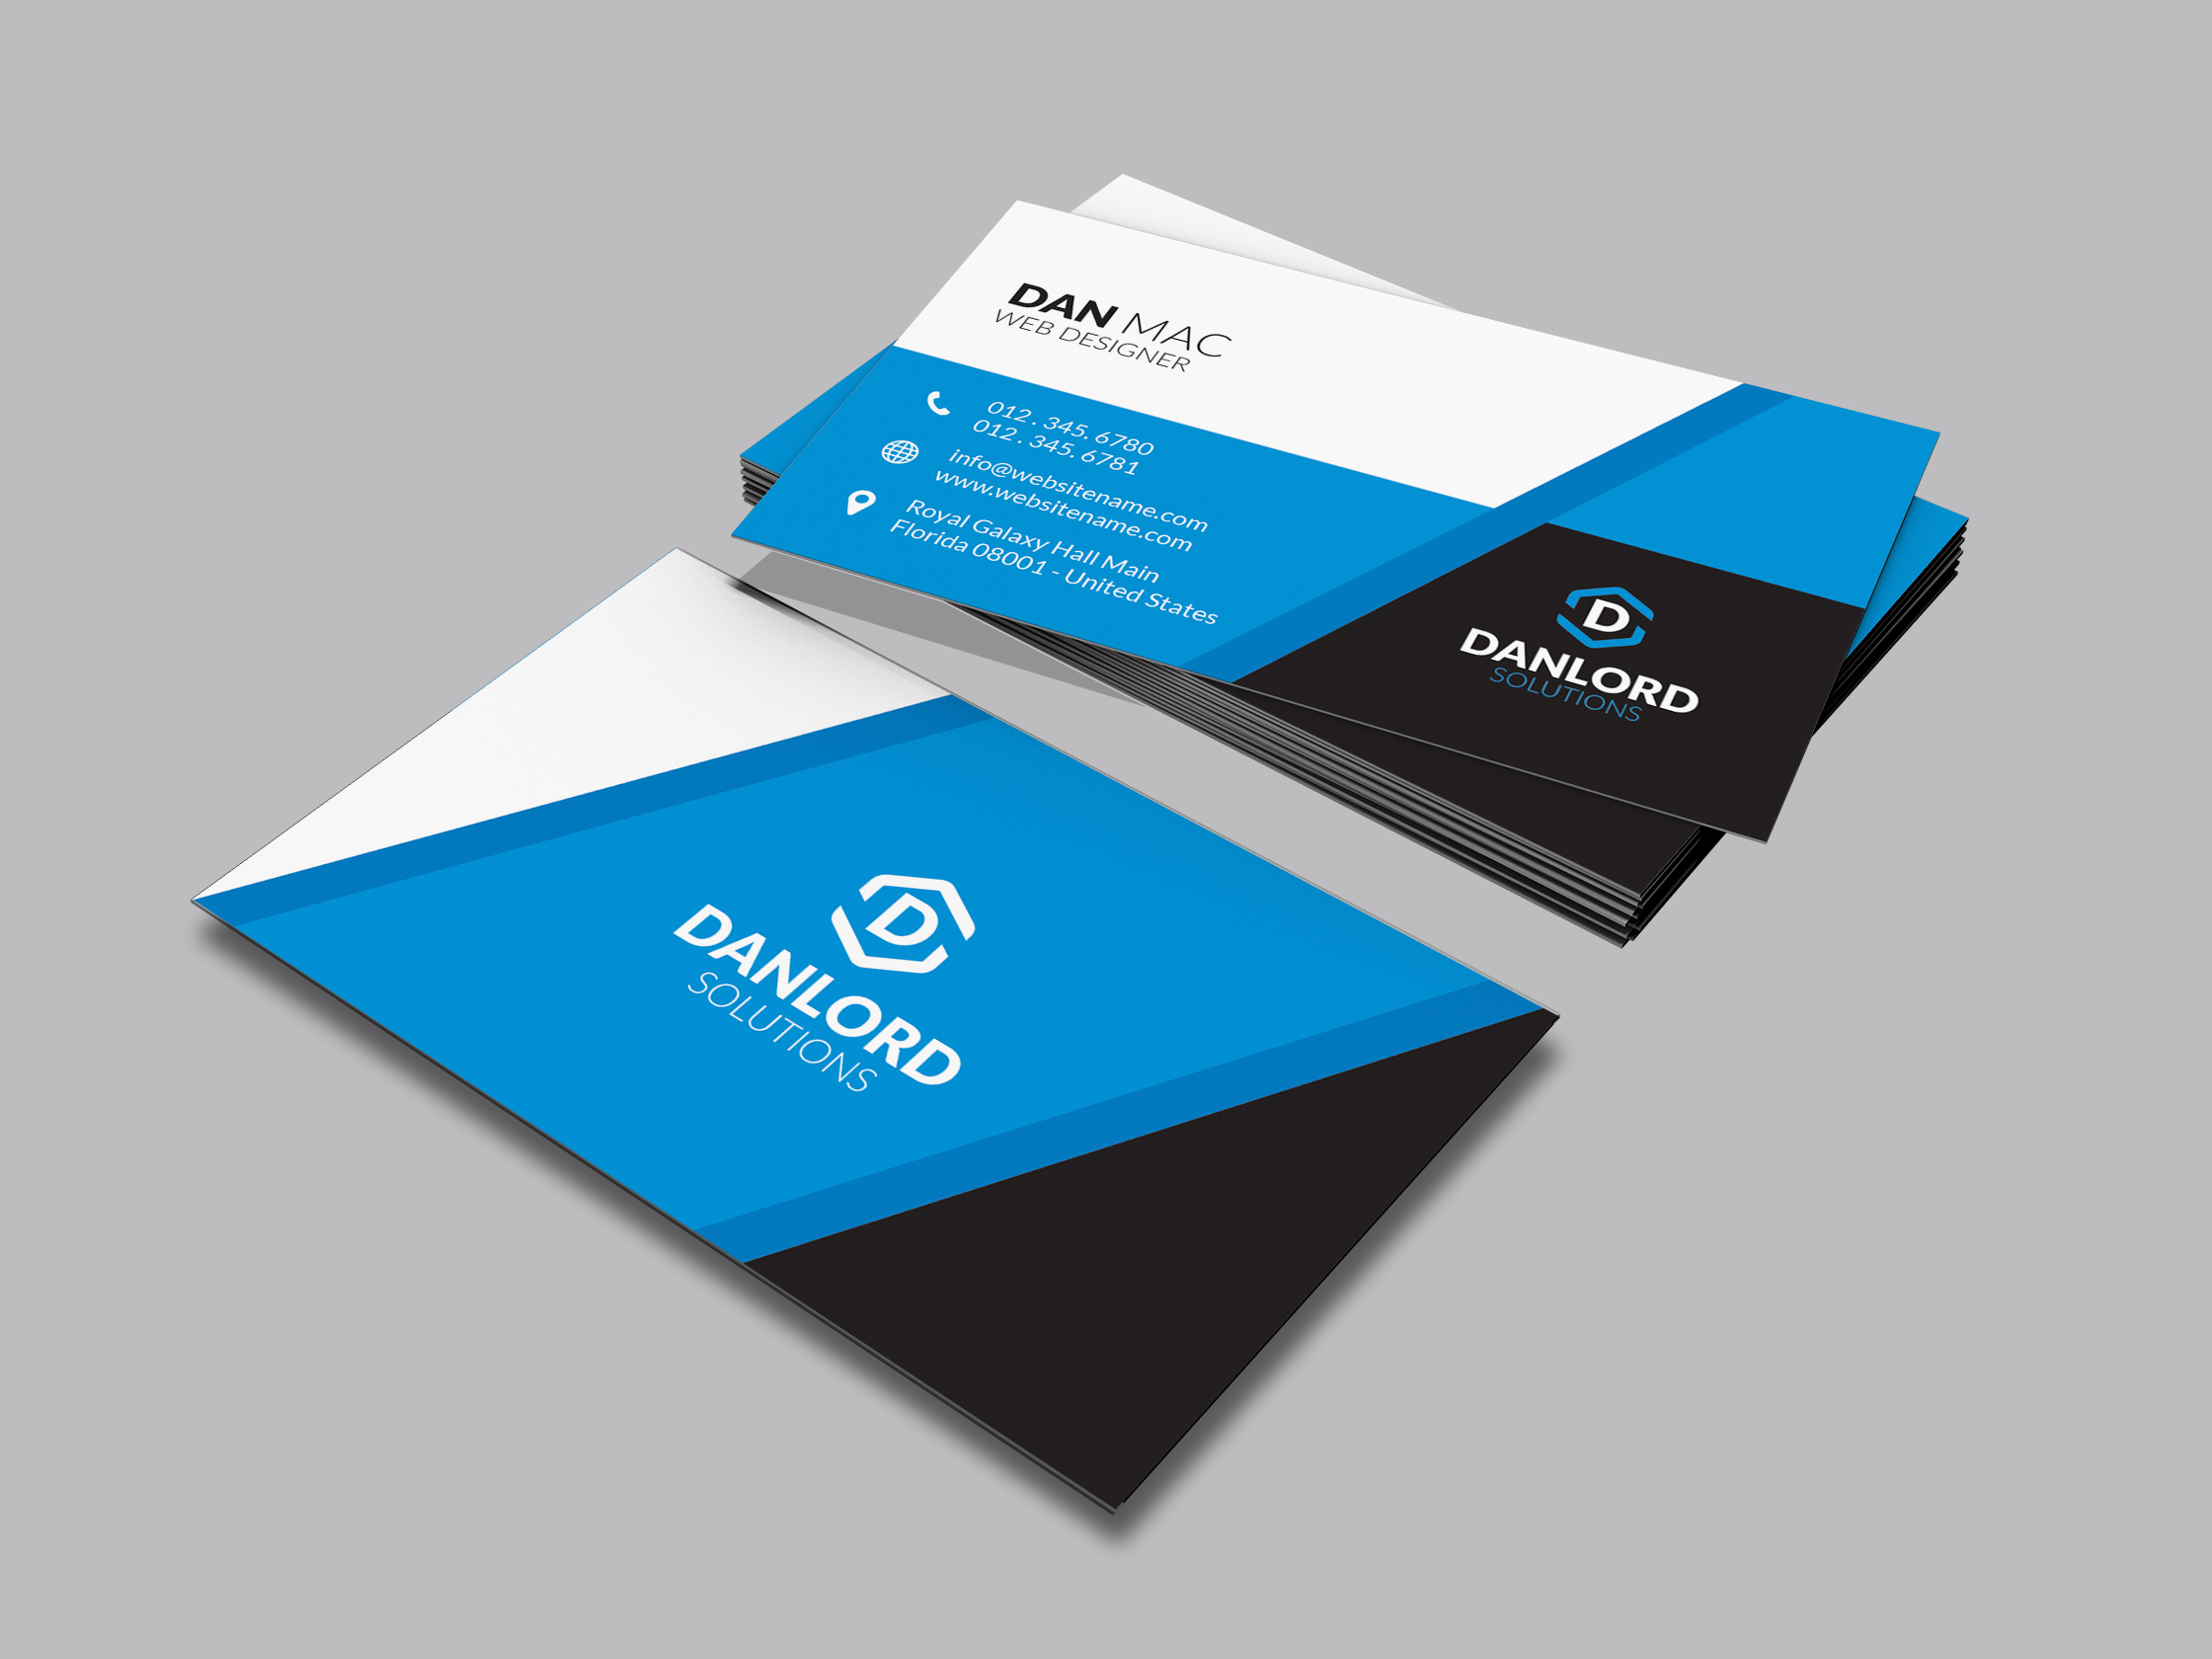 DAN MAC
WEB DESIGNER
012 . 345. 6780
012 . 345. 6781
info@websitename.com
www.websitename.com
Royal Galaxy Hall Main
Florida 08001 - United States
D
DANLORD
SOLUTIONS
D
DANLORD
SOLUTIONS